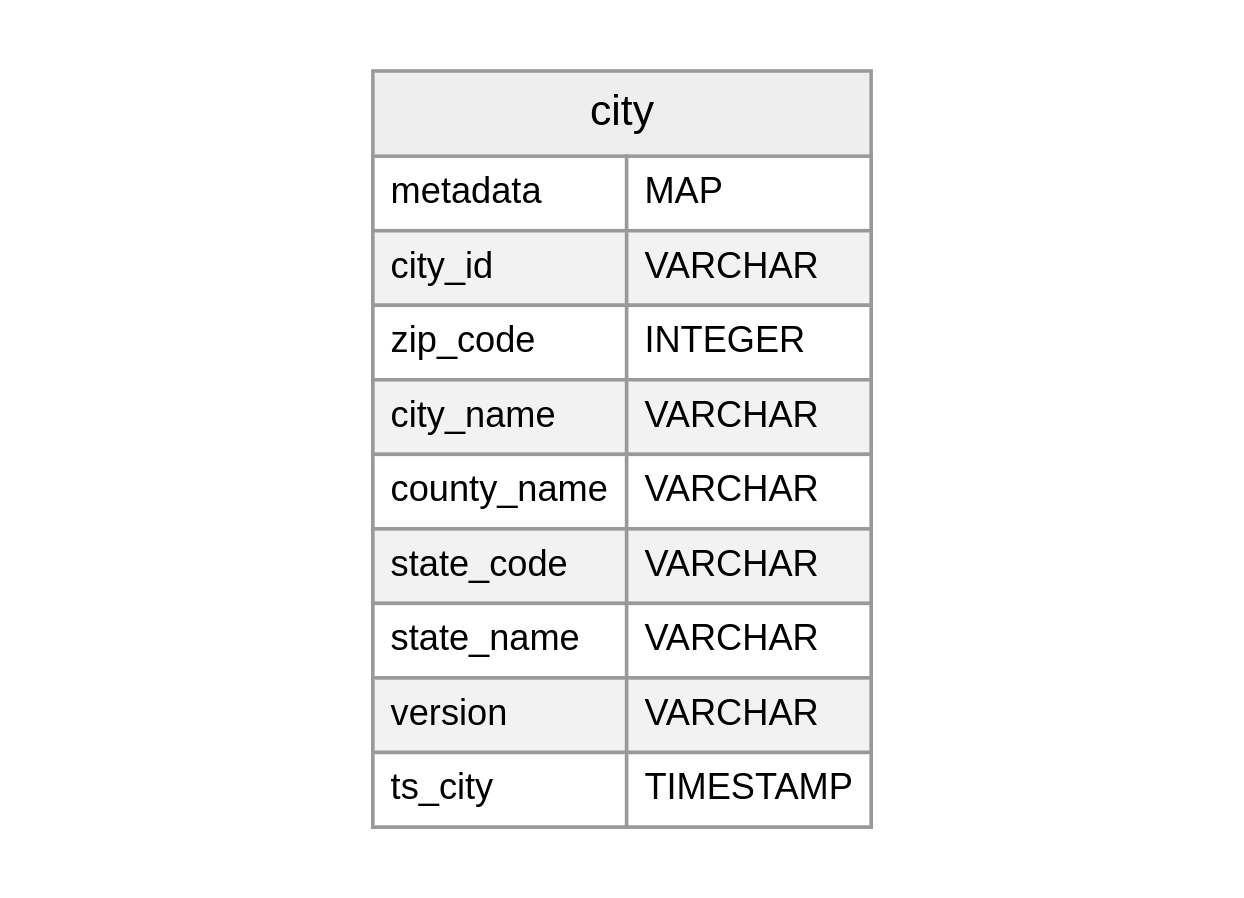 city
metadata MAP
city_id VARCHAR
zip_code INTEGER
city_name VARCHAR
county_name VARCHAR
state_code VARCHAR
state_name VARCHAR
version VARCHAR
ts_city TIMESTAMP